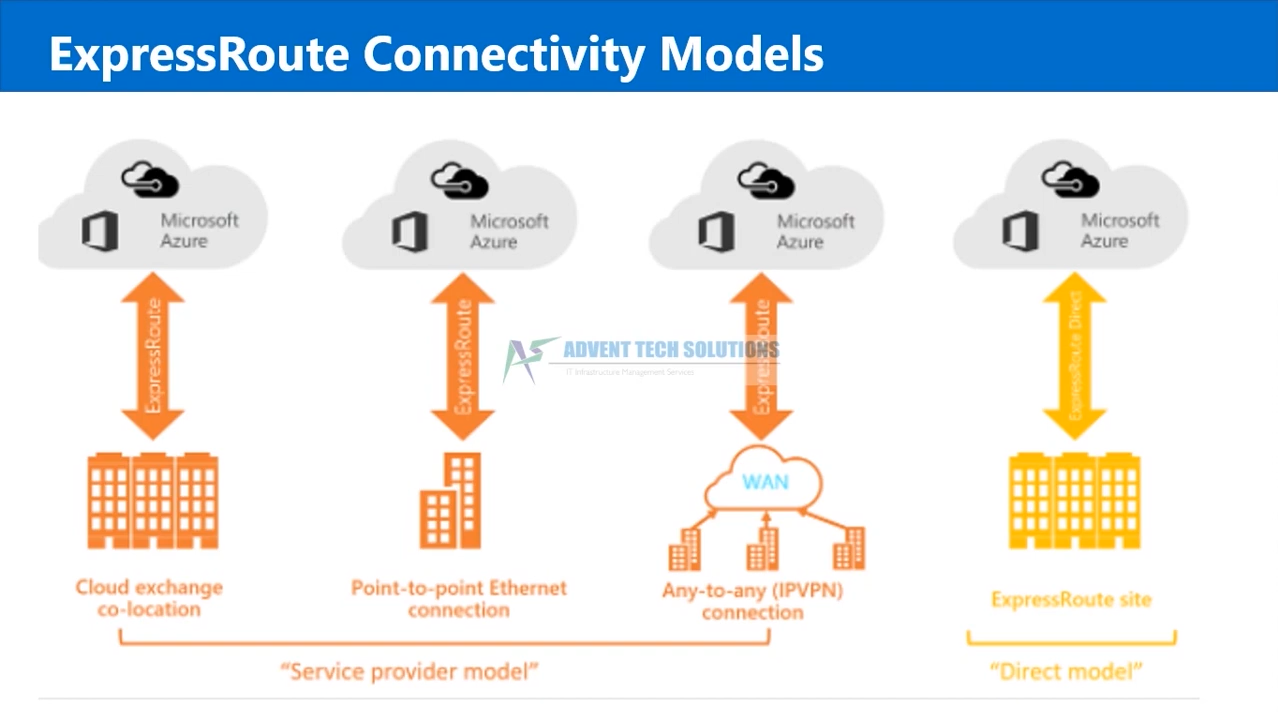 ExpressRoute Connectivity Models
Microsoft
Azure
Microsoft
Azure
Microsoft
Azure
Microsoft
Azure
ExpressRoute
ExpressRoute
ExpressRoute
ExpressRoute Direct
ADVENT TECH SOLUTIONS
IT Infrastructure Management Services
WAN
Cloud exchange
co-location
Point-to-point Ethernet
connection
Any-to-any (IPVPN)
connection
ExpressRoute site
“Service provider model”
“Direct model”